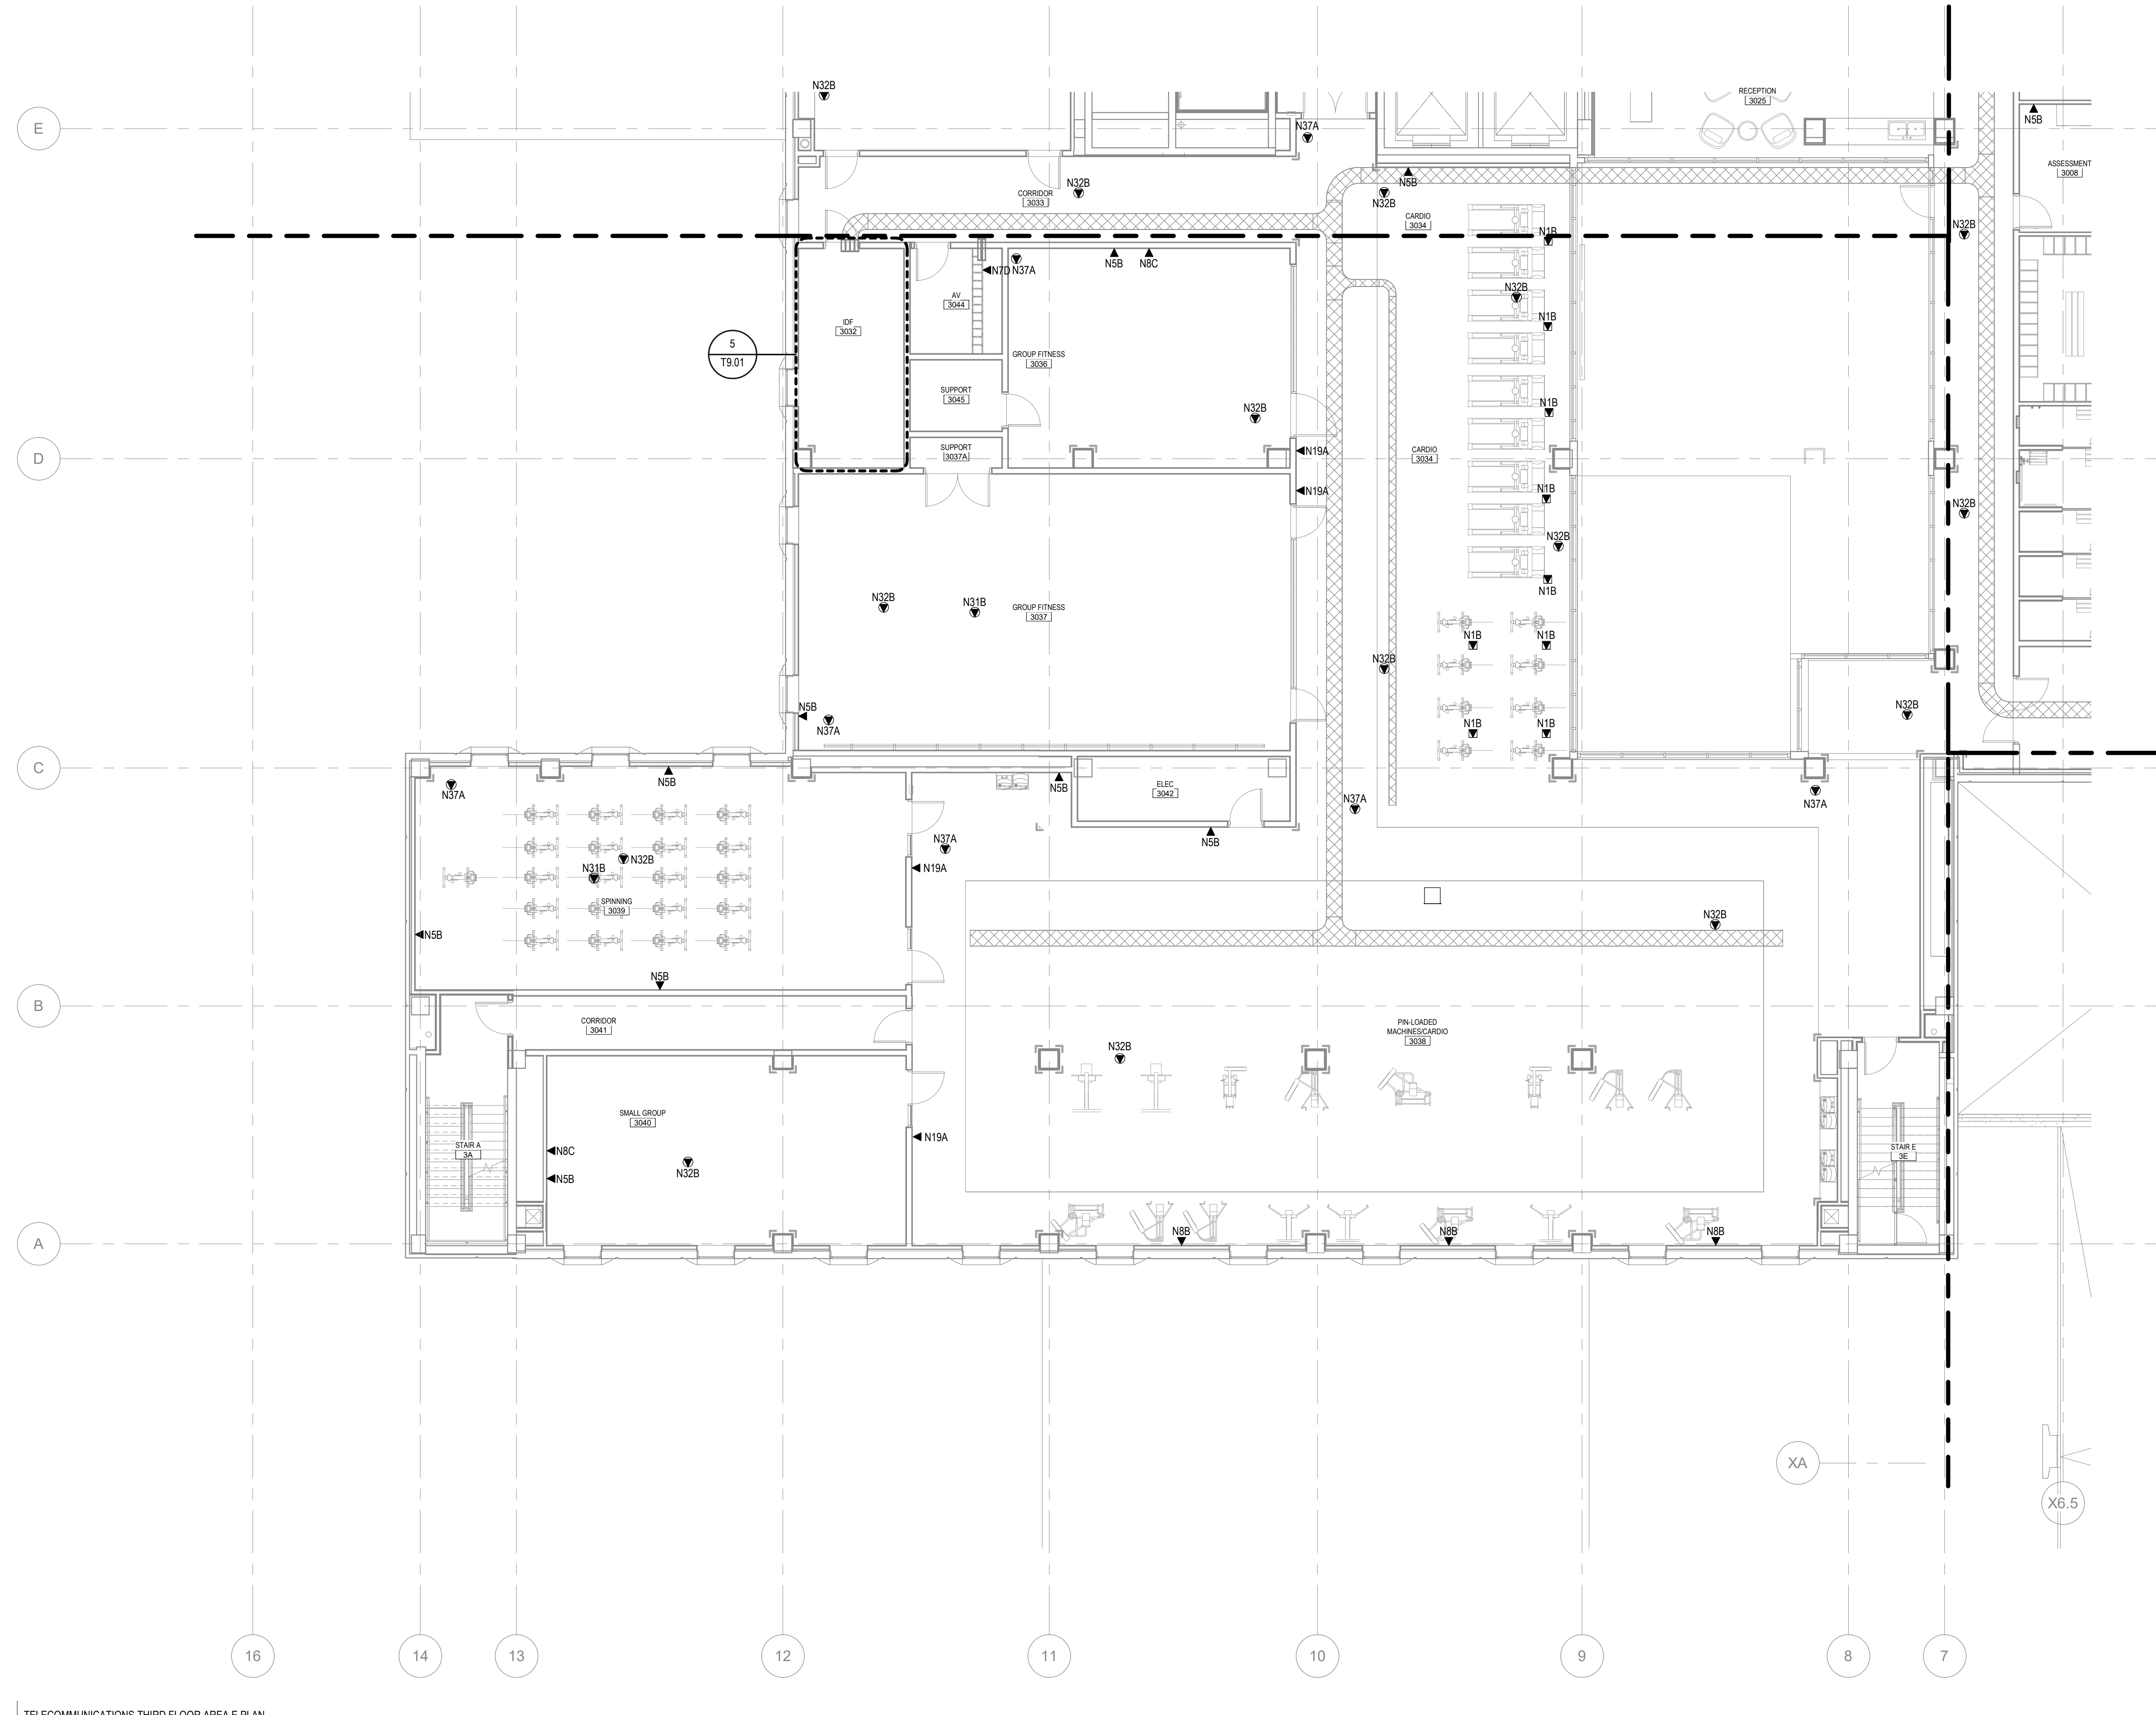 N32B
RECEPTION
3025
N5B
E
N37A
ASSESSMENT
3008
N32B
CORRIDOR
3033
N5B
N32B
CARDIO
3034
N1B
N32B
N5B
N8C
N7D
N37A
AV
3044
N32B
IDF
3032
N1B
5
T9.01
GROUP FITNESS
3036
SUPPORT
3045
N32B
N1B
SUPPORT
3037A
N19A
CARDIO
3034
D
N19A
N1B
N32B
N32B
N1B
N32B
N31B
GROUP FITNESS
3037
N1B
N1B
N32B
N5B
N37A
N1B
N1B
N32B
C
N37A
N5B
N5B
ELEC
3042
N37A
N37A
N5B
N37A
N32B
N31B
N19A
SPINNING
3039
N32B
N5B
N5B
B
CORRIDOR
3041
PIN-LOADED
MACHINES/CARDIO
3038
N32B
SMALL GROUP
3040
N19A
STAIR A
3A
N8C
STAIR E
3E
N32B
N5B
A
N8B
N8B
N8B
XA
X6.5
16
14
13
12
11
10
9
8
7
TELECOMMUNICATIONS THIRD FLOOR AREA E PLAN